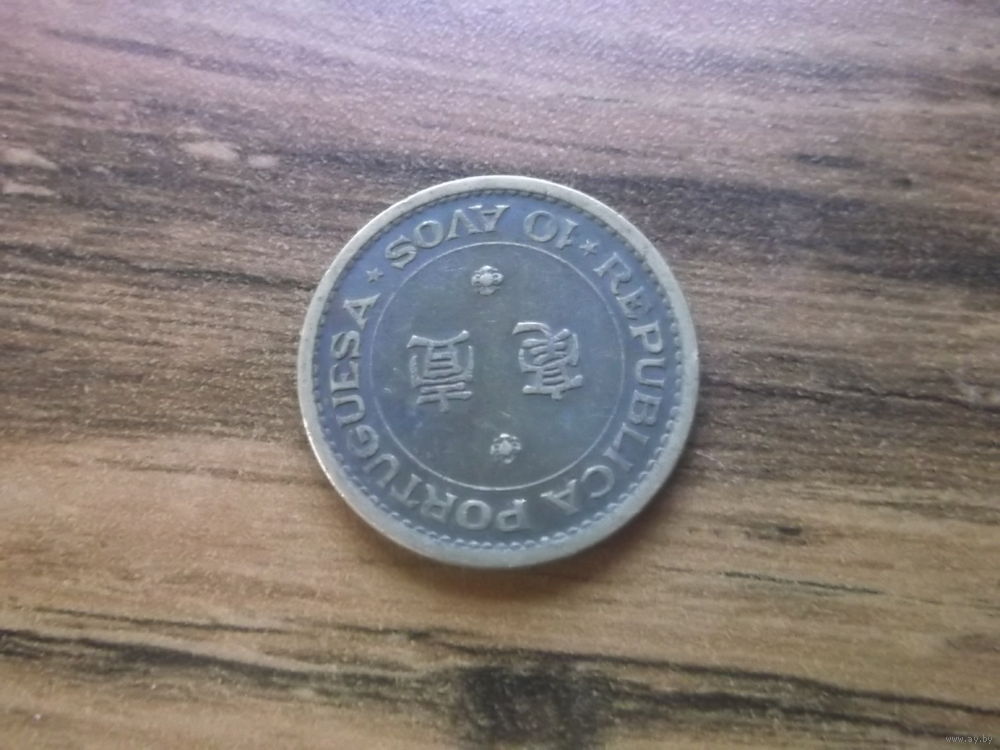 REPUBLICA PORTUGUESA
★ 10 AVOS ★
壹毫
www.ay.by